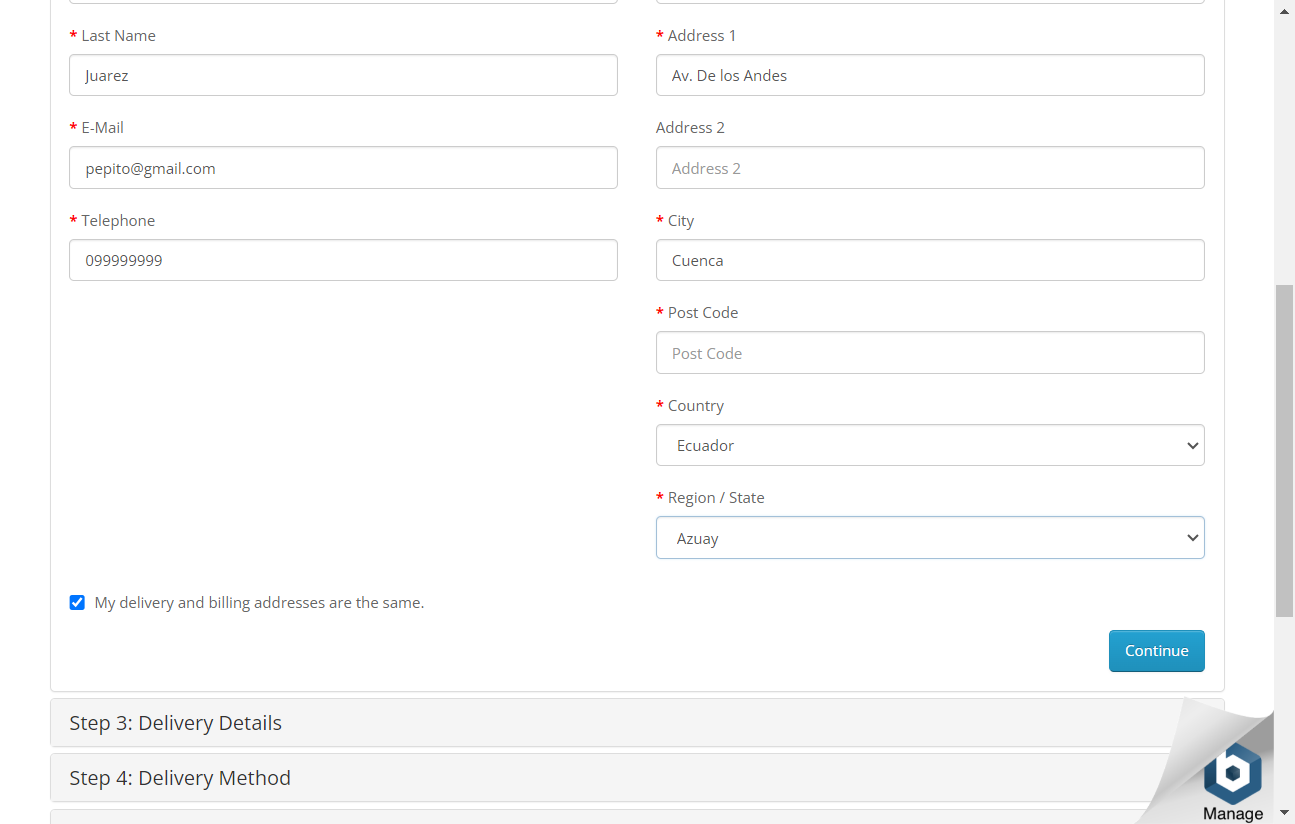 * Last Name
Juarez
* E-Mail
pepito@gmail.com
* Telephone
099999999
* Address 1
Av. De los Andes
Address 2
Address 2
* City
Cuenca
* Post Code
Post Code
* Country
Ecuador
* Region / State
Azuay
My delivery and billing addresses are the same.
Continue
Step 3: Delivery Details
Step 4: Delivery Method
Manage